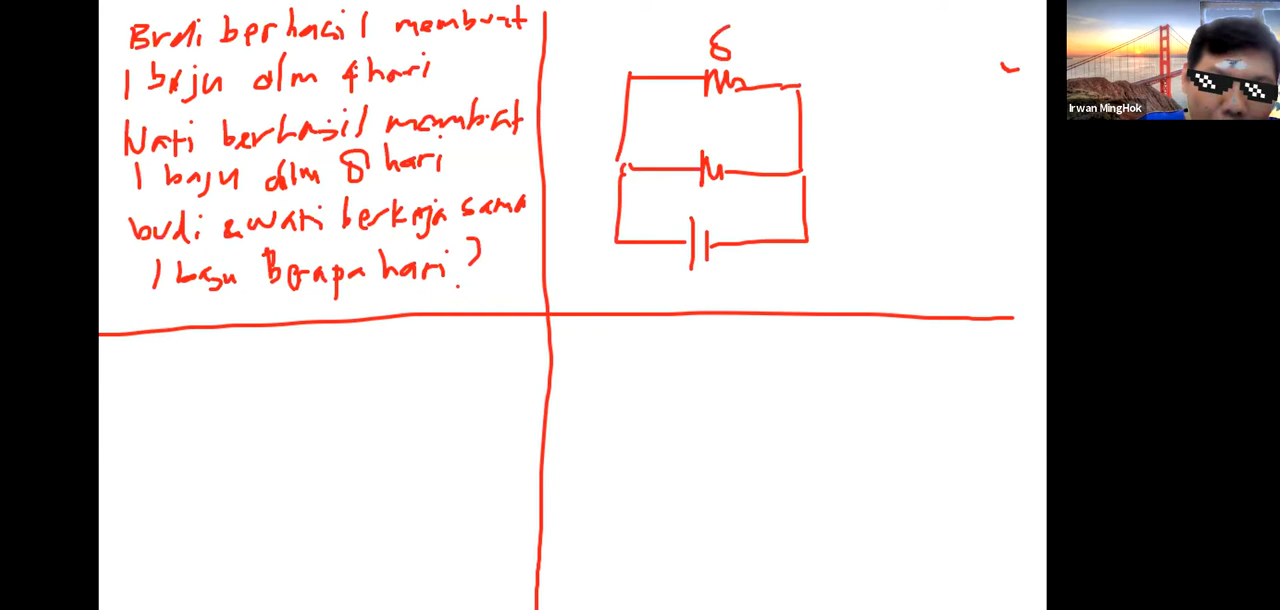 Budi berhasil membuat
1 baju dlm 4 hari
Wati berhasil membuat
1 baju dlm 8 hari
budi & wati berkerja sama
1 baju Berapa hari?
8
Irwan MingHok